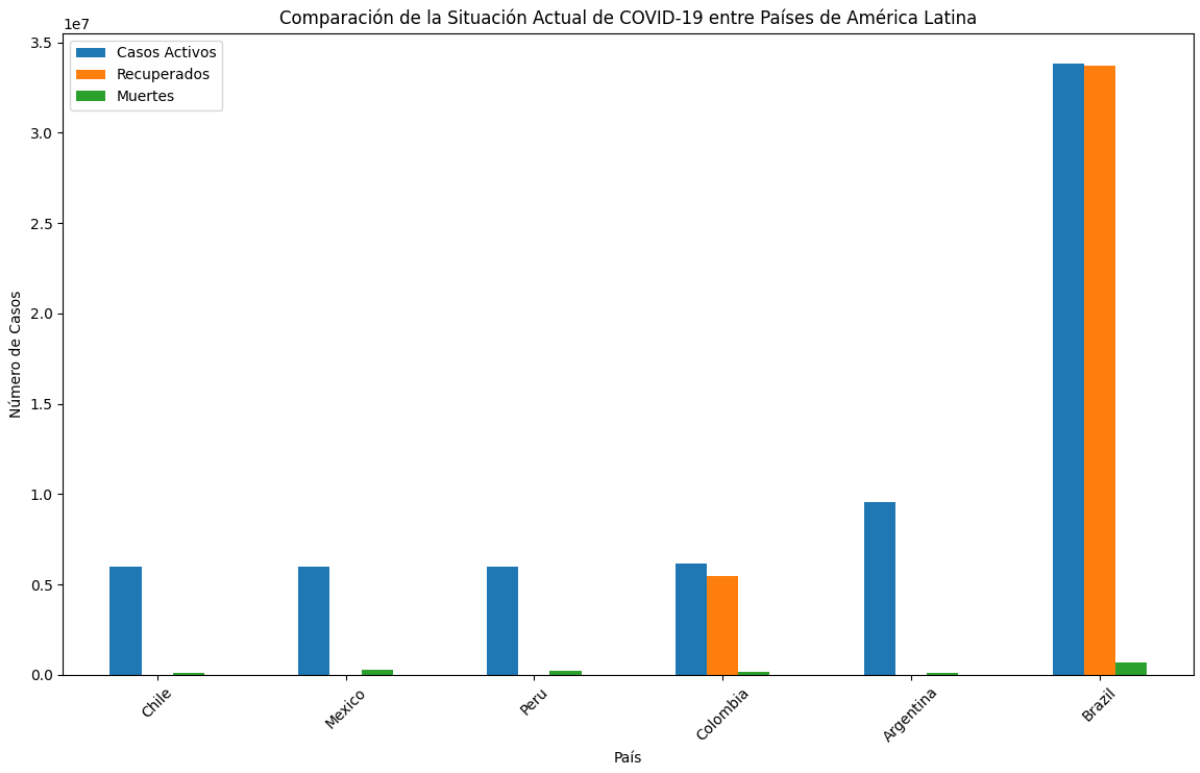 Comparación de la Situación Actual de COVID-19 entre Países de América Latina
1e7
Casos Activos
Recuperados
Muertes
3.5
3.0
2.5
2.0
1.5
1.0
0.5
0.0
Número de Casos
Chile
Mexico
Peru
Colombia
Argentina
Brazil
País